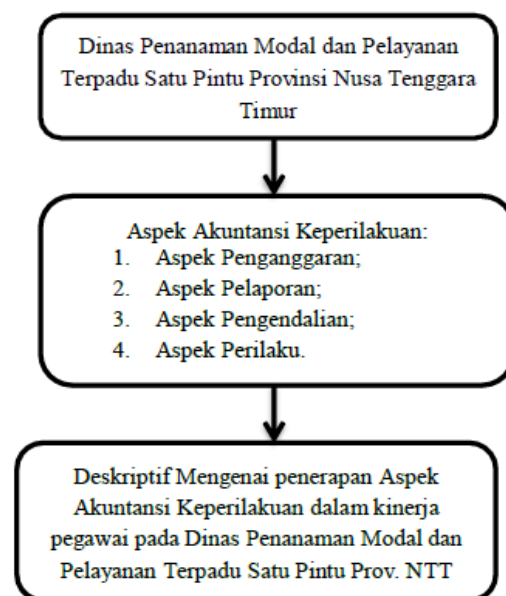 Dinas Penanaman Modal dan Pelayanan
Terpadu Satu Pintu Provinsi Nusa Tenggara
Timur
Aspek Akuntansi Keperilakuan:
1. Aspek Penganggaran;
2. Aspek Pelaporan;
3. Aspek Pengendalian;
4. Aspek Perilaku.
Deskriptif Mengenai penerapan Aspek
Akuntansi Keperilakuan dalam kinerja
pegawai pada Dinas Penanaman Modal dan
Pelayanan Terpadu Satu Pintu Prov. NTT